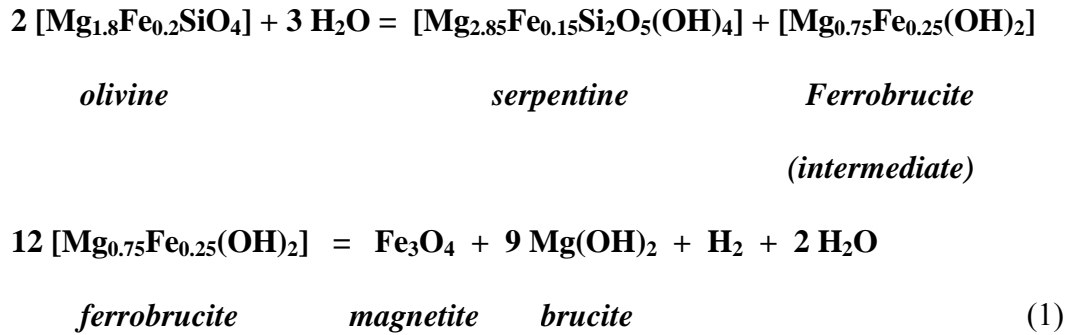 2 [Mg1.8Fe0.2SiO4] + 3 H2O = [Mg2.85Fe0.15Si2O5(OH)4] + [Mg0.75Fe0.25(OH)2]
olivine serpentine Ferrobrucite
(intermediate)
12 [Mg0.75Fe0.25(OH)2] = Fe3O4 + 9 Mg(OH)2 + H2 + 2 H2O
ferrobrucite magnetite brucite (1)